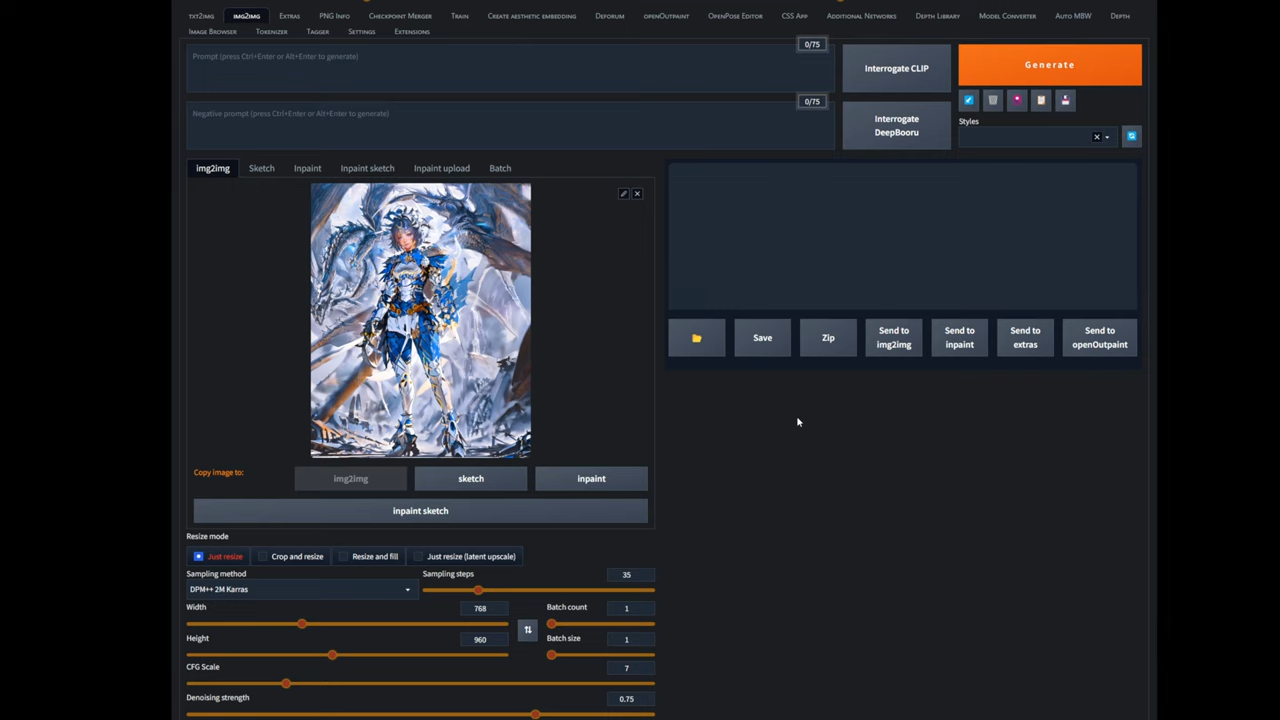 txt2img img2img Extras PNG Info Checkpoint Merger Train Create aesthetic embedding Deforum openOutpaint OpenPose Editor CSS App Additional Networks Depth Library Model Converter Auto MBW Depth
Image Browser Tokenizer Tagger Settings Extensions
Prompt (press Ctrl+Enter or Alt+Enter to generate)
0/75
Interrogate CLIP
Generate
Negative prompt (press Ctrl+Enter or Alt+Enter to generate)
0/75
Interrogate
DeepBooru
Styles
img2img Sketch Inpaint Inpaint sketch Inpaint upload Batch
Save
Zip
Send to
img2img
Send to
inpaint
Send to
extras
Send to
openOutpaint
Copy image to:
img2img
sketch
inpaint
inpaint sketch
Resize mode
Just resize Crop and resize Resize and fill Just resize (latent upscale)
Sampling method
DPM++ 2M Karras
Sampling steps
35
Width
768
Batch count
1
Height
960
Batch size
1
CFG Scale
7
Denoising strength
0.75